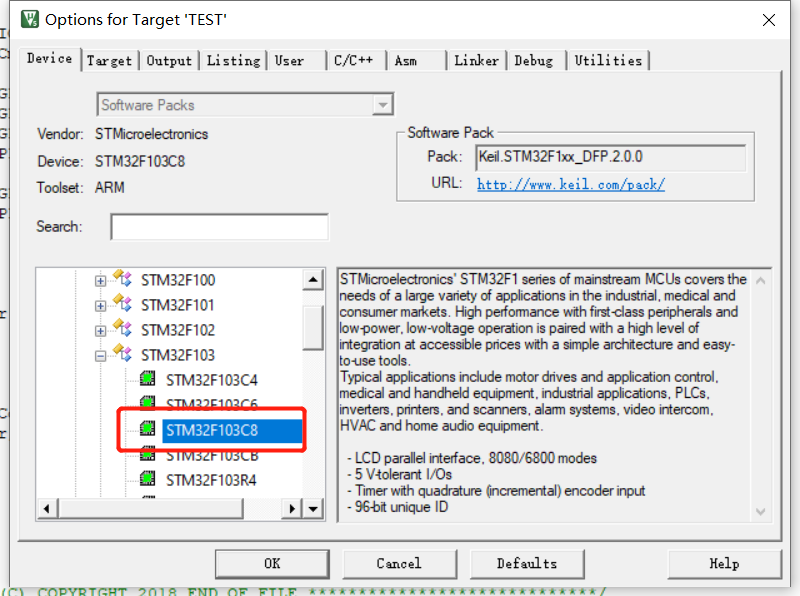 Options for Target 'TEST'
Device Target Output Listing User C/C++ Asm Linker Debug Utilities
Software Packs
Vendor: STMicroelectronics
Device: STM32F103C8
Toolset: ARM
Search:
Software Pack
Pack: Keil.STM32F1xx_DFP.2.0.0
URL: http://www.keil.com/pack/
STM32F100
STM32F101
STM32F102
STM32F103
STM32F103C4
STM32F103C6
STM32F103C8
STM32F103CB
STM32F103R4
STMicroelectronics' STM32F1 series of mainstream MCUs covers the
needs of a large variety of applications in the industrial, medical and
consumer markets. High performance with first-class peripherals and
low-power, low-voltage operation is paired with a high level of
integration at accessible prices with a simple architecture and easy-
to-use tools.
Typical applications include motor drives and application control,
medical and handheld equipment, industrial applications, PLCs,
inverters, printers, and scanners, alarm systems, video intercom,
HVAC and home audio equipment.
- LCD parallel interface, 8080/6800 modes
- 5 V-tolerant I/Os
- Timer with quadrature (incremental) encoder input
- 96-bit unique ID
OK Cancel Defaults Help
(C) COPYRIGHT 2018 END OF FILE *****************************/